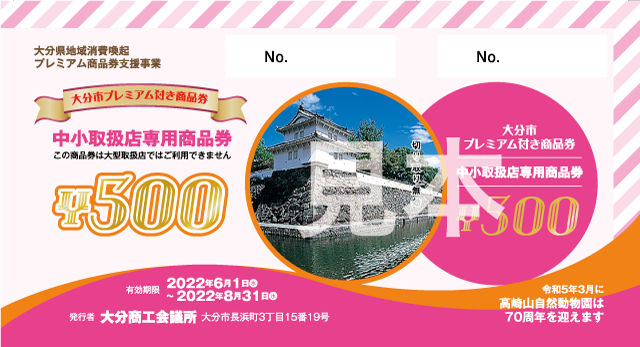 大分県地域消費喚起
プレミアム商品券支援事業
No.
No.
大分市プレミアム付き商品券
中小取扱店専用商品券
この商品券は大型取扱店ではご利用できません
¥500
見本
大分市
プレミアム付き商品券
中小取扱店専用商品券
¥500
有効期限
2022年6月1日㊌
～2022年8月31日㊌
発行者 大分商工会議所 大分市長浜町3丁目15番19号
令和5年3月に
高崎山自然動物園は
70周年を迎えます